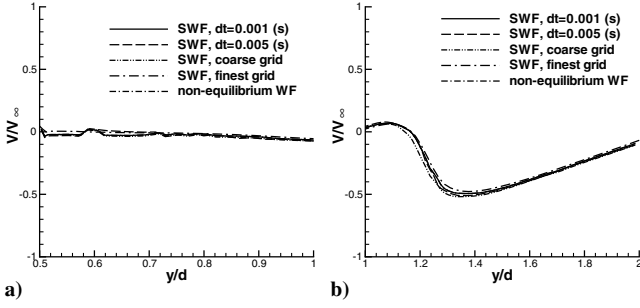 SWF, dt=0.001 (s)
SWF, dt=0.005 (s)
SWF, coarse grid
SWF, finest grid
non-equilibrium WF
V/V∞
1
0.5
0
-0.5
-1
0.5 0.6 0.7 0.8 0.9 1
y/d
a)
SWF, dt=0.001 (s)
SWF, dt=0.005 (s)
SWF, coarse grid
SWF, finest grid
non-equilibrium WF
V/V∞
1
0.5
0
-0.5
-1
1 1.2 1.4 1.6 1.8 2
y/d
b)